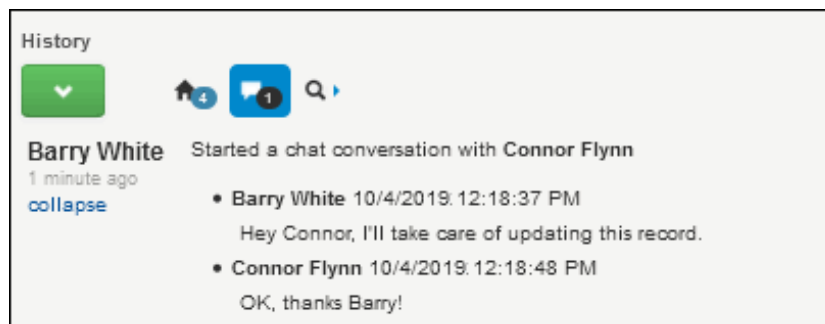 History
4
1
Barry White
Started a chat conversation with Connor Flynn
1 minute ago
collapse
Barry White 10/4/2019 12:18:37 PM
Hey Connor, I'll take care of updating this record.
Connor Flynn 10/4/2019 12:18:48 PM
OK, thanks Barry!